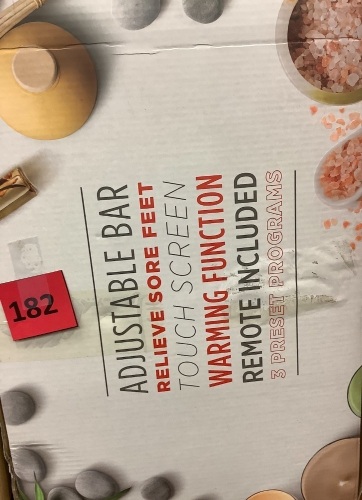 ADJUSTABLE BAR
RELIEVE SORE FEET
TOUCH SCREEN
WARMING FUNCTION
REMOTE INCLUDED
3 PRESET PROGRAMS
182